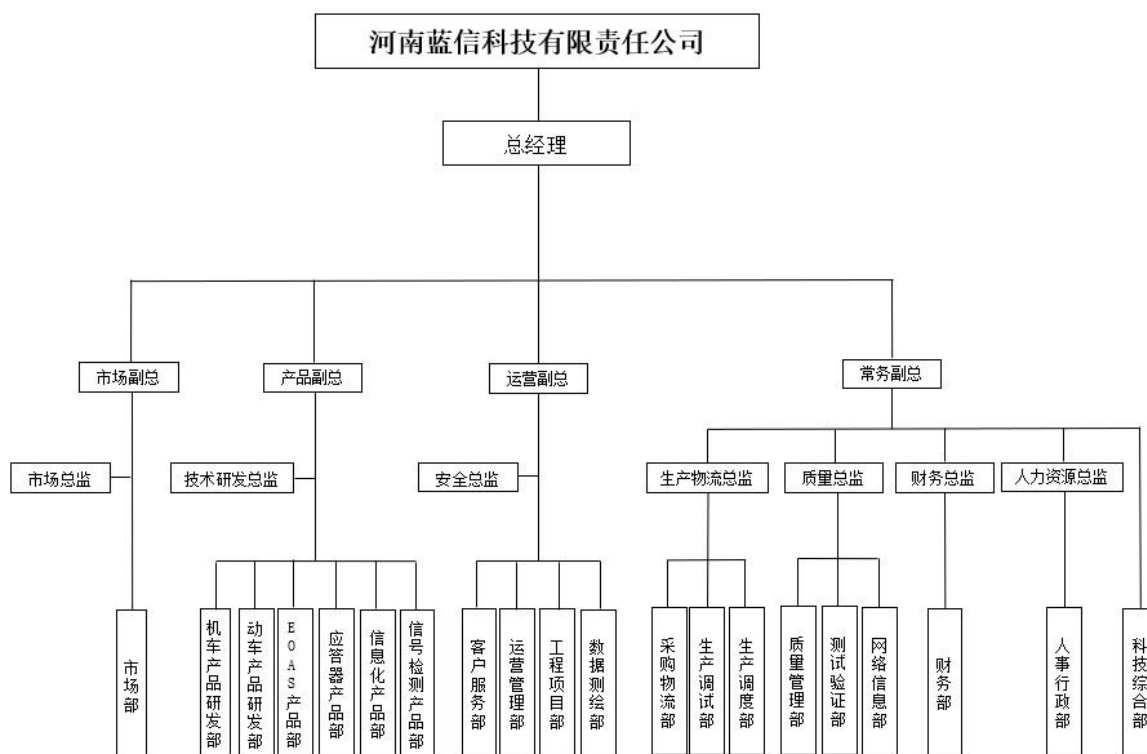 河南蓝信科技有限责任公司
总经理
市场副总
产品副总
运营副总
常务副总
市场总监
技术研发总监
安全总监
生产物流总监
质量总监
财务总监
人力资源总监
市场部
机车产品研发部
动车产品研发部
EOAS产品部
应答器产品部
信息化产品部
信号检测产品部
客户服务部
运营管理部
工程项目部
数据测绘部
采购物流部
生产调试部
生产调度部
质量管理部
测试验证部
网络信息部
财务部
人事行政部
科技综合部